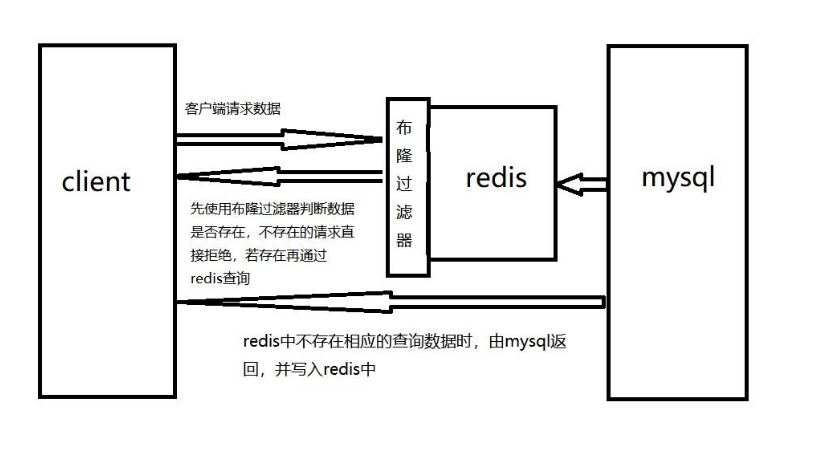 客户端请求数据
client
布
隆
过
滤
器
redis
mysql
先使用布隆过滤器判断数据
是否存在，不存在的请求直
接拒绝，若存在再通过
redis查询
redis中不存在相应的查询数据时，由mysql返
回，并写入redis中